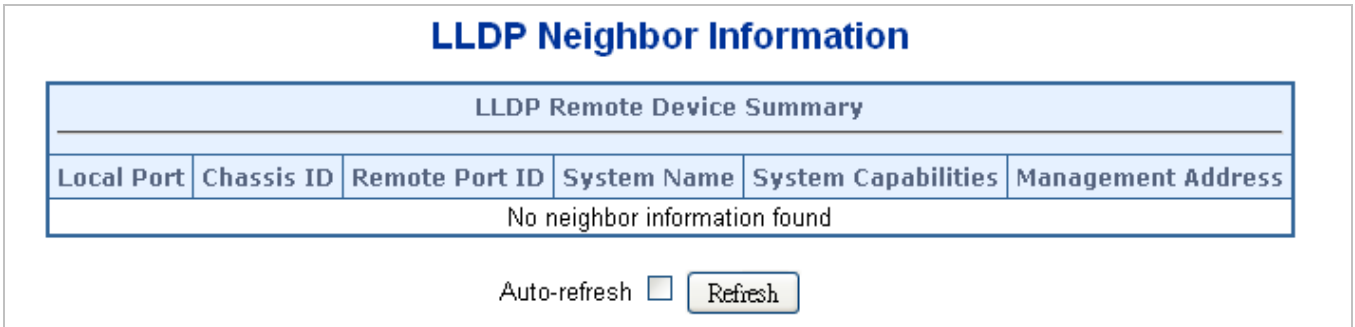 LLDP Neighbor Information
LLDP Remote Device Summary
Local Port Chassis ID Remote Port ID System Name System Capabilities Management Address
No neighbor information found
Auto-refresh Refresh